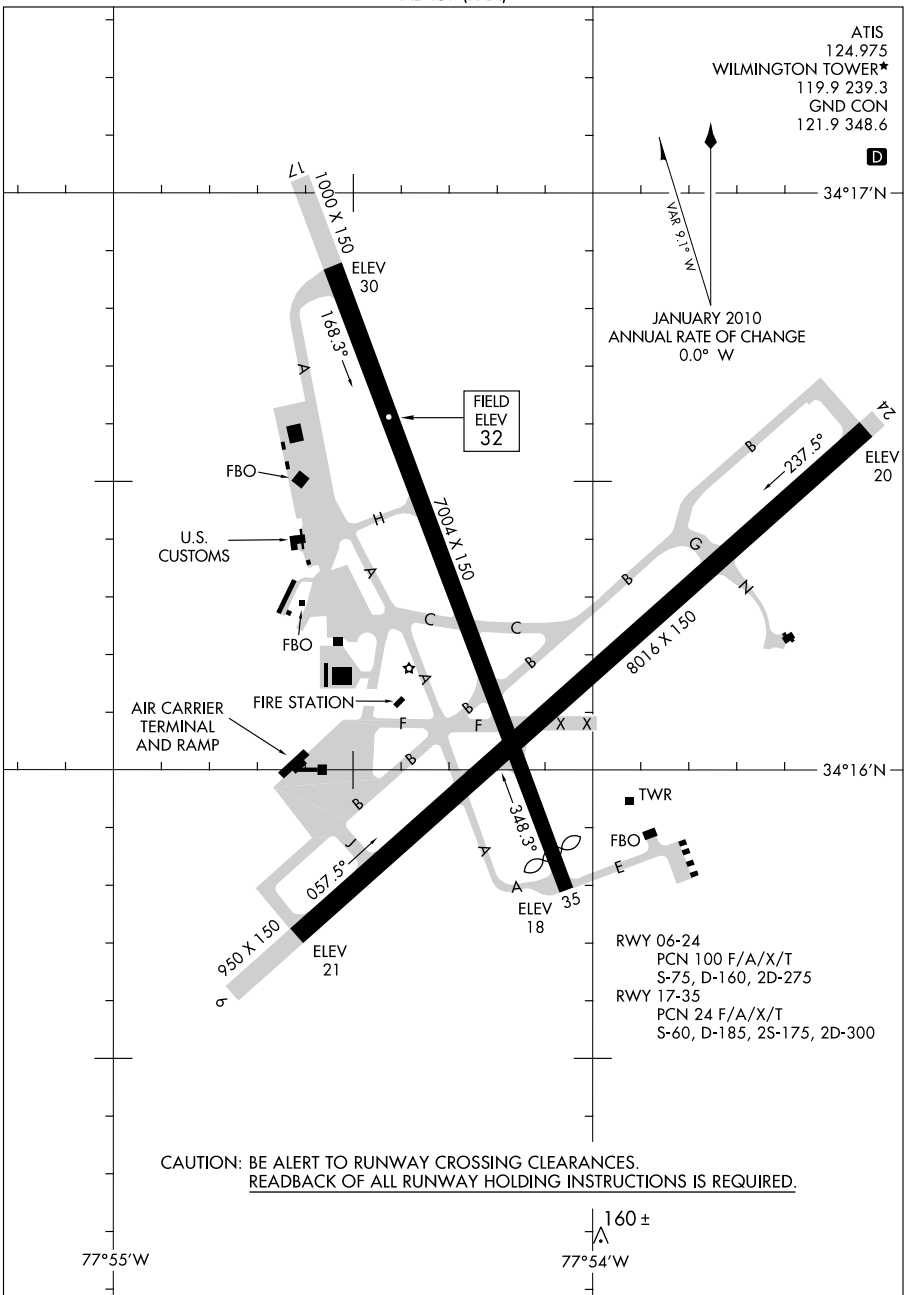 ATIS
124.975
WILMINGTON TOWER★
119.9 239.3
GND CON
121.9 348.6
D
34°17'N
VAR 9.1° W
JANUARY 2010
ANNUAL RATE OF CHANGE
0.0° W
17
1000 X 150
ELEV
30
168.3°
A
FIELD
ELEV
32
24
B
237.5°
ELEV
20
FBO
H
7004 X 150
U.S.
CUSTOMS
A
G
N
B
C
C
FBO
B
8016 X 150
A
FIRE STATION
B
AIR CARRIER
TERMINAL
AND RAMP
F
F
X
X
B
34°16'N
B
TWR
348.3°
FBO
J
A
057.5°
E
A
35
ELEV
18
950 X 150
ELEV
21
6
RWY 06-24
PCN 100 F/A/X/T
S-75, D-160, 2D-275
RWY 17-35
PCN 24 F/A/X/T
S-60, D-185, 2S-175, 2D-300
CAUTION: BE ALERT TO RUNWAY CROSSING CLEARANCES.
READBACK OF ALL RUNWAY HOLDING INSTRUCTIONS IS REQUIRED.
160 ±
77°55'W
77°54'W